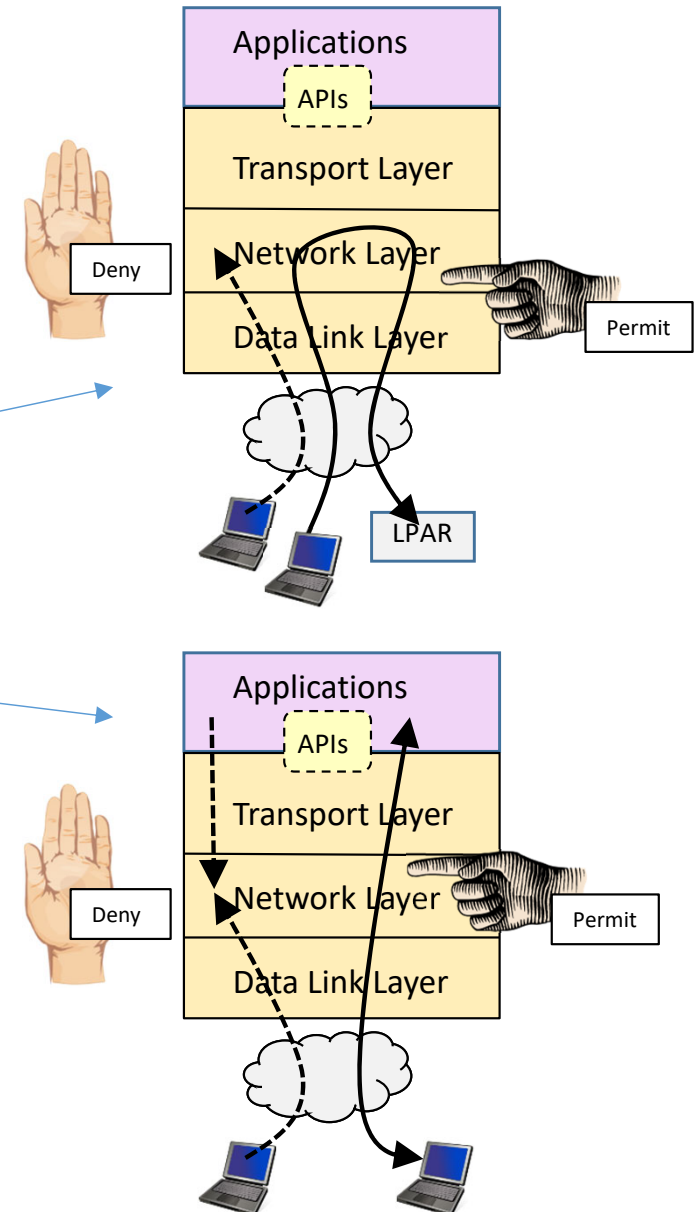 Applications
APIs
Transport Layer
Network Layer
Deny
Permit
Data Link Layer
LPAR
Applications
APIs
Transport Layer
Network Layer
Deny
Permit
Data Link Layer